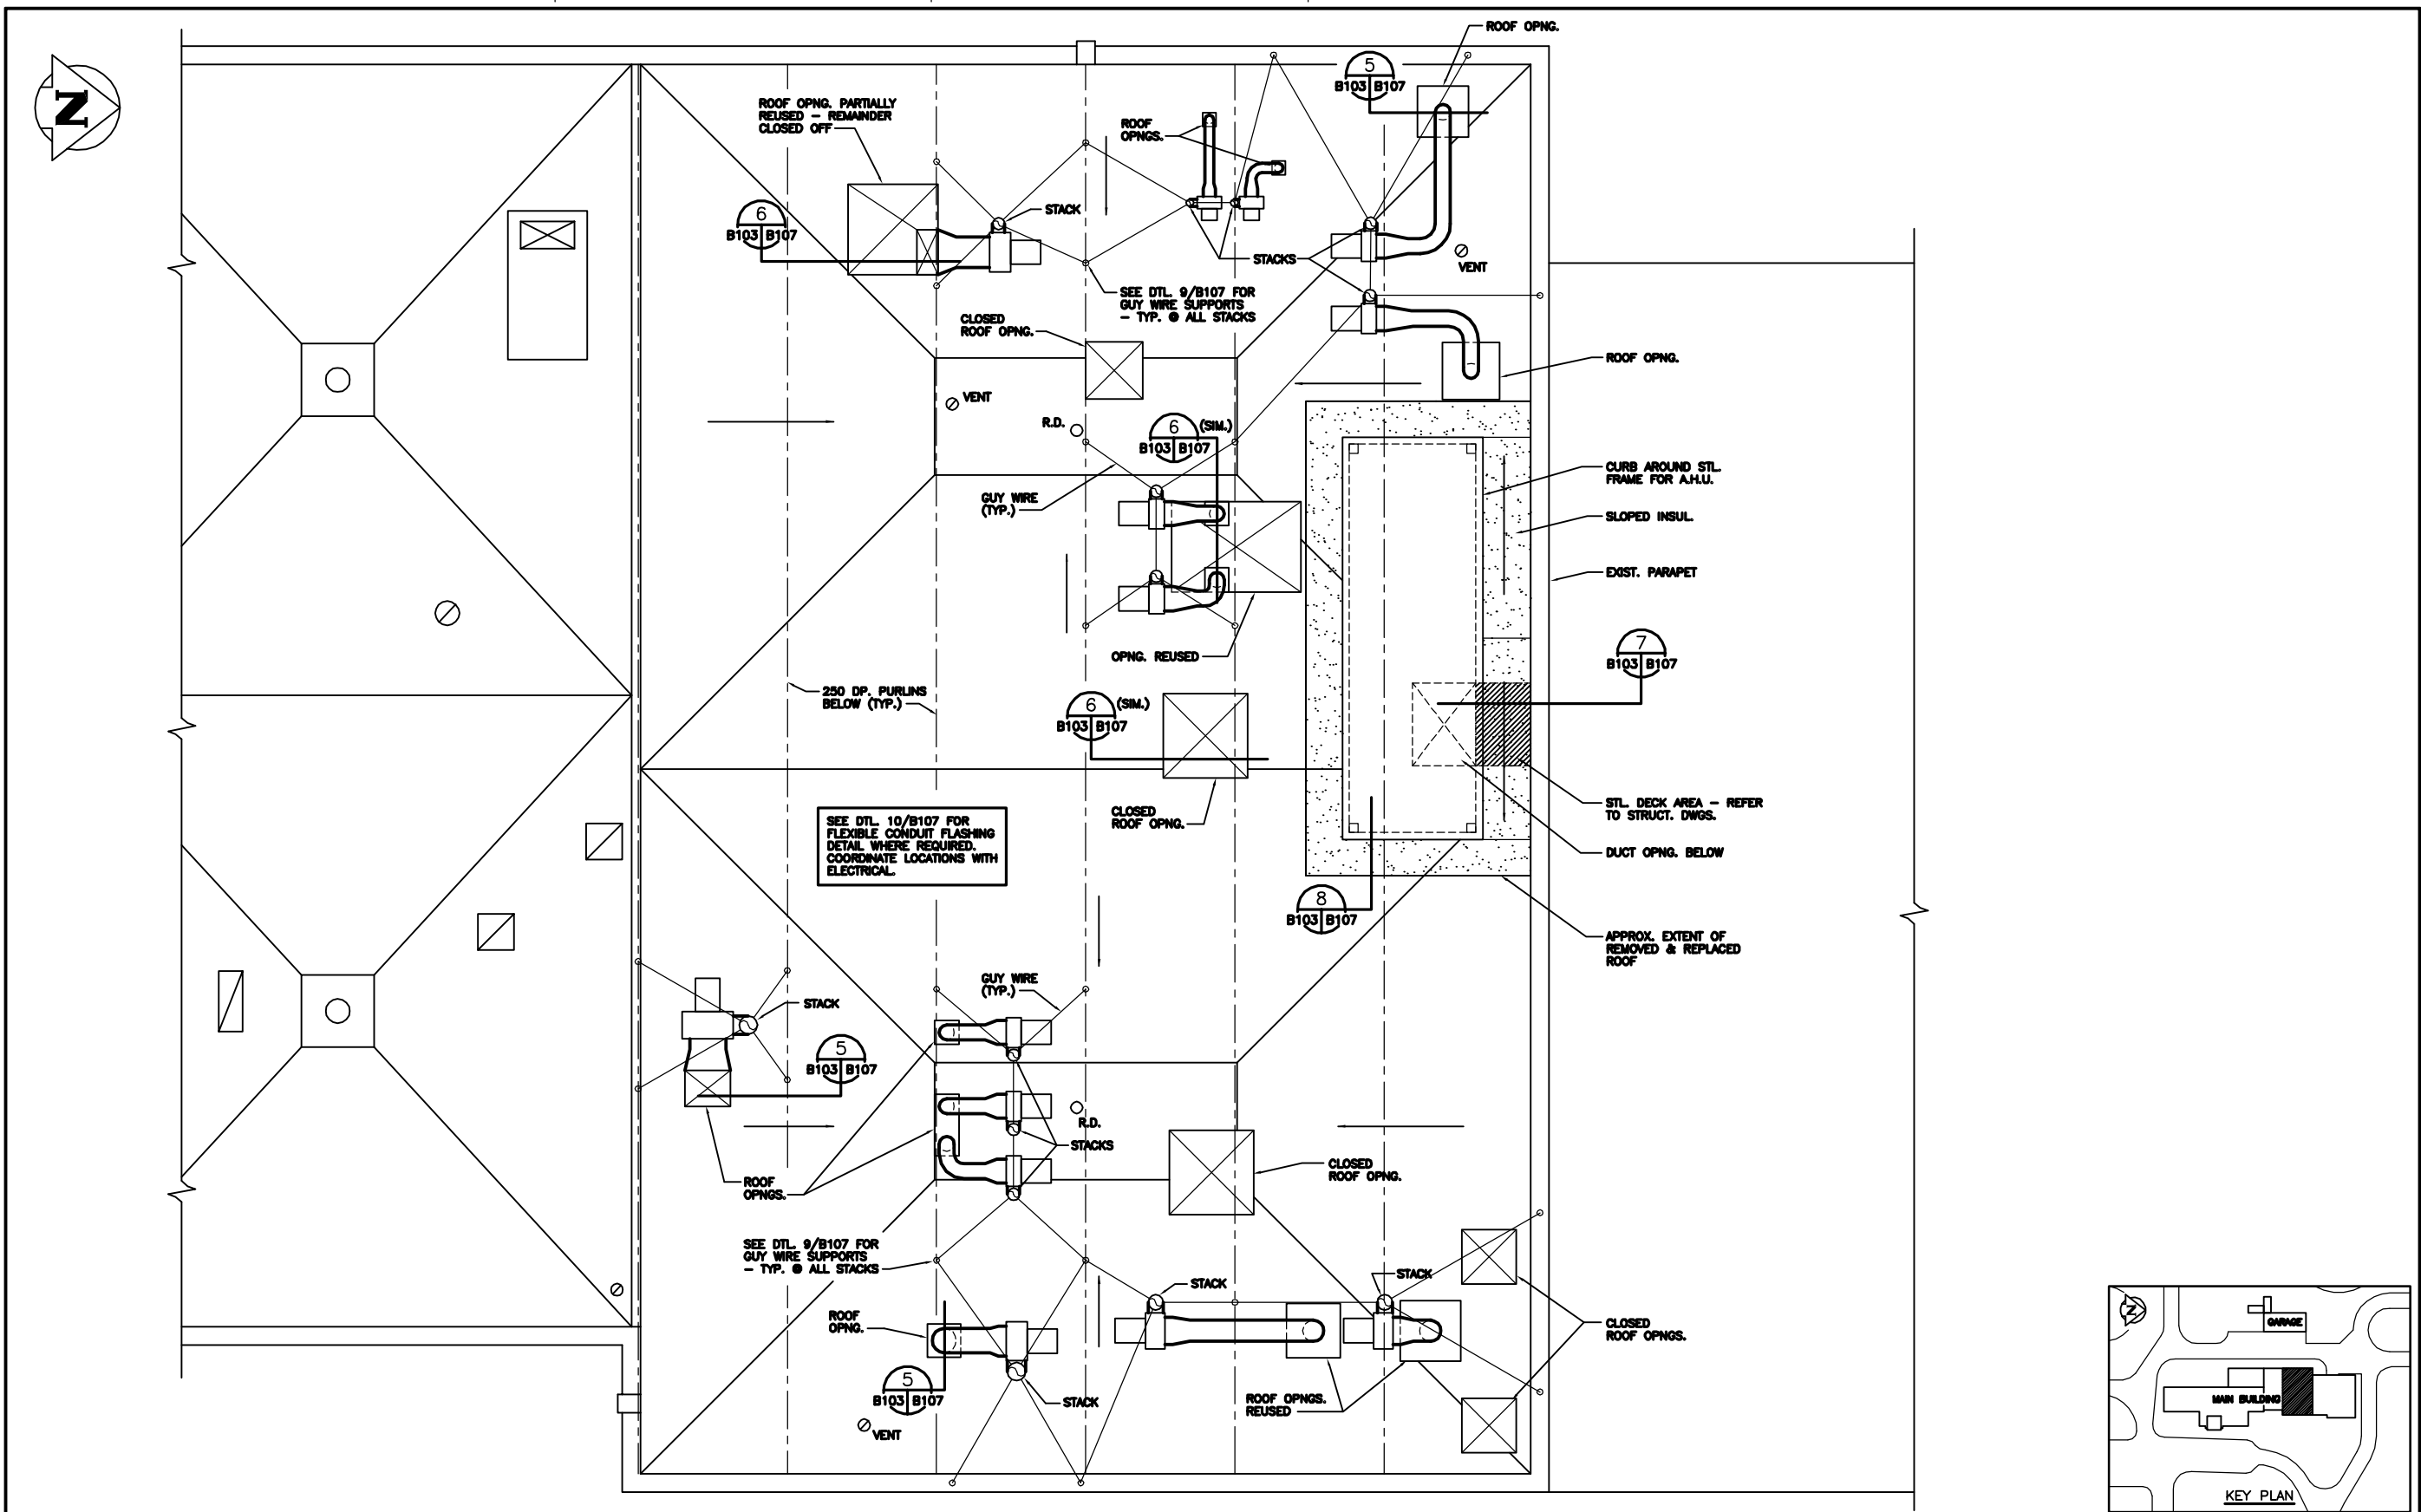 ROOF OPNG.
N
5
B103 B107
ROOF OPNG. PARTIALLY
REUSED – REMAINDER
CLOSED OFF
ROOF
OPNGS.
6
B103 B107
STACK
STACKS
VENT
SEE DTL. 9/B107 FOR
GUY WIRE SUPPORTS
– TYP. @ ALL STACKS
CLOSED
ROOF OPNG.
ROOF OPNG.
VENT
R.D.
6
(SIM.)
B103 B107
CURB AROUND STL.
FRAME FOR A.H.U.
GUY WIRE
(TYP.)
SLOPED INSUL.
EXIST. PARAPET
OPNG. REUSED
7
B103 B107
250 DP. PURLINS
BELOW (TYP.)
6
(SIM.)
B103 B107
CLOSED
ROOF OPNG.
STL. DECK AREA – REFER
TO STRUCT. DWGS.
SEE DTL. 10/B107 FOR
FLEXIBLE CONDUIT FLASHING
DETAIL WHERE REQUIRED.
COORDINATE LOCATIONS WITH
ELECTRICAL.
DUCT OPNG. BELOW
8
B103 B107
APPROX. EXTENT OF
REMOVED & REPLACED
ROOF
GUY WIRE
(TYP.)
STACK
5
B103 B107
R.D.
STACKS
CLOSED
ROOF OPNG.
ROOF
OPNGS.
SEE DTL. 9/B107 FOR
GUY WIRE SUPPORTS
– TYP. @ ALL STACKS
STACK
STACK
ROOF
OPNG.
CLOSED
ROOF OPNGS.
5
B103 B107
STACK
ROOF OPNGS.
REUSED
VENT
N
GARAGE
MAIN BUILDING
KEY PLAN